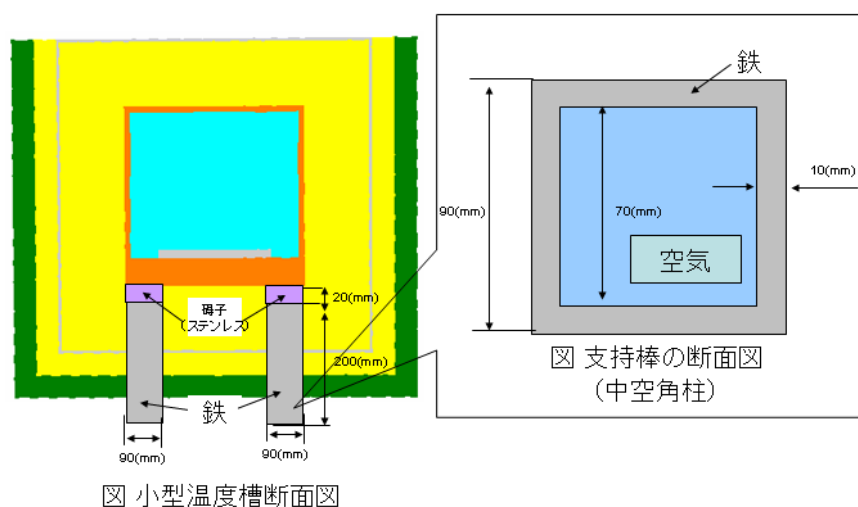 鉄
90(mm)
70(mm)
10(mm)
空気
図 支持棒の断面図
(中空角柱)
碍子
(ステンレス)
20(mm)
200(mm)
鉄
90(mm)
90(mm)
図 小型温度槽断面図